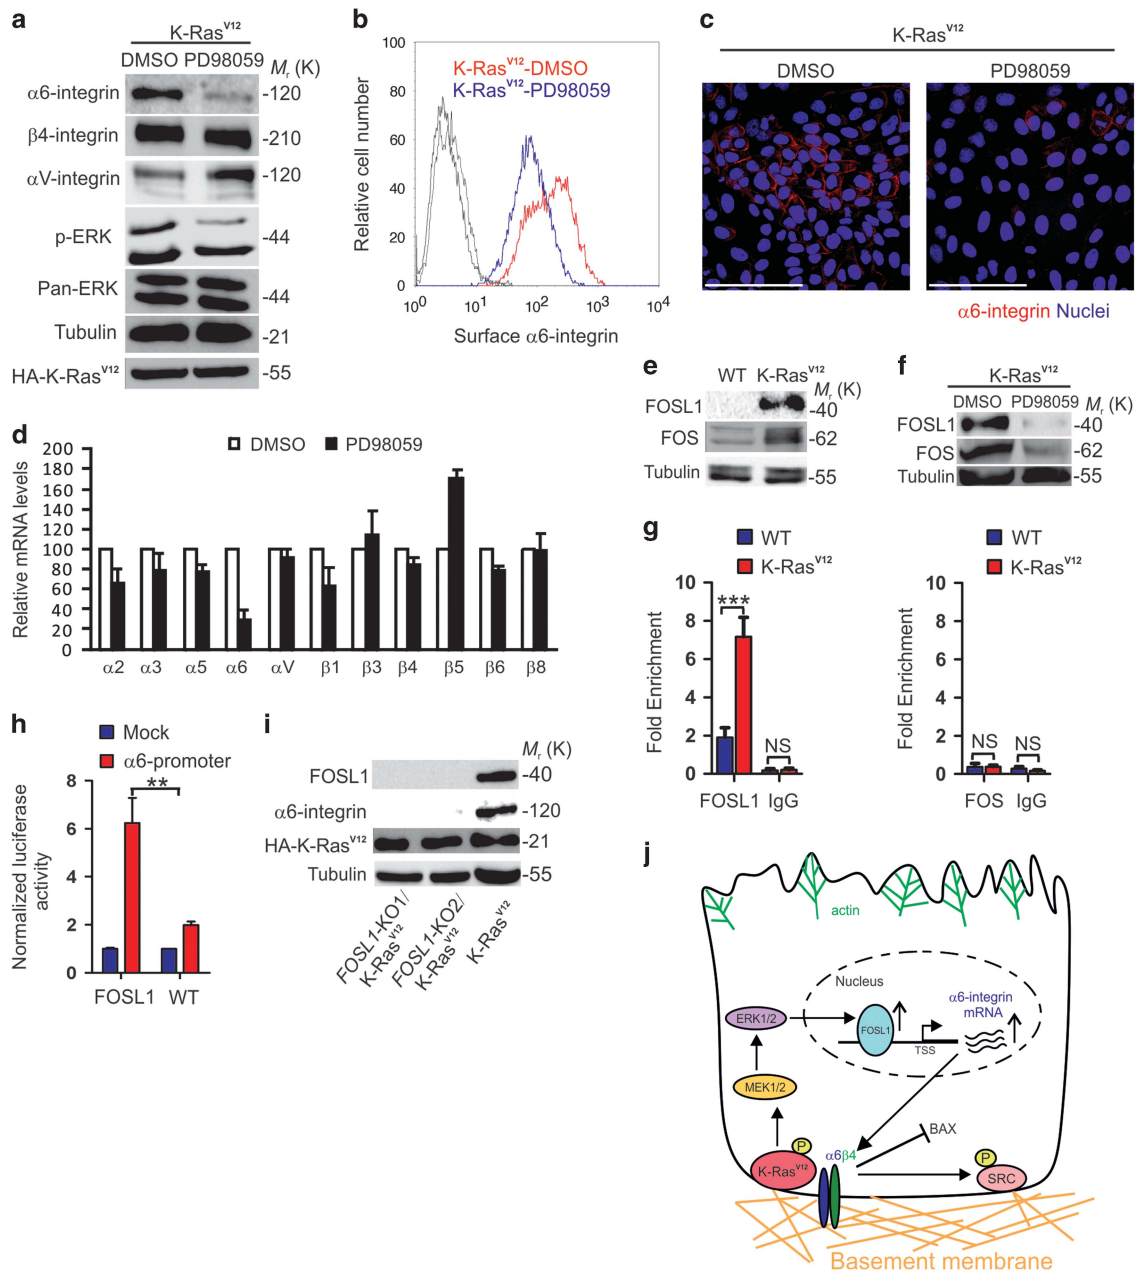 a
K-RasV12
DMSO PD98059
Mr (K)
α6-integrin -120
β4-integrin -210
αV-integrin -120
p-ERK -44
Pan-ERK -44
Tubulin -21
HA-K-RasV12 -55
b
K-RasV12-DMSO
K-RasV12-PD98059
Relative cell number
100
80
60
40
20
0
10^0 10^1 10^2 10^3 10^4
Surface α6-integrin
c
K-RasV12
DMSO PD98059
α6-integrin Nuclei
d
DMSO PD98059
Relative mRNA levels
200
180
160
140
120
100
80
60
40
20
0
α2 α3 α5 α6 αV β1 β3 β4 β5 β6 β8
e
WT K-RasV12
Mr (K)
FOSL1 -40
FOS -62
Tubulin -55
f
K-RasV12
DMSO PD98059
Mr (K)
FOSL1 -40
FOS -62
Tubulin -55
g
WT
K-RasV12
Fold Enrichment
10
8
6
4
2
0
***
NS
FOSL1 IgG
WT
K-RasV12
Fold Enrichment
10
8
6
4
2
0
NS NS
FOS IgG
h
Mock
α6-promoter
Normalized luciferase
activity
8
6
4
2
0
**
FOSL1 WT
i
Mr (K)
FOSL1 -40
α6-integrin -120
HA-K-RasV12 -21
Tubulin -55
FOSL1-KO1/
K-RasV12
FOSL1-KO2/
K-RasV12
K-RasV12
j
actin
Nucleus
α6-integrin
mRNA
ERK1/2
FOSL1
TSS
MEK1/2
BAX
P
α6β4
P
K-RasV12
SRC
Basement membrane